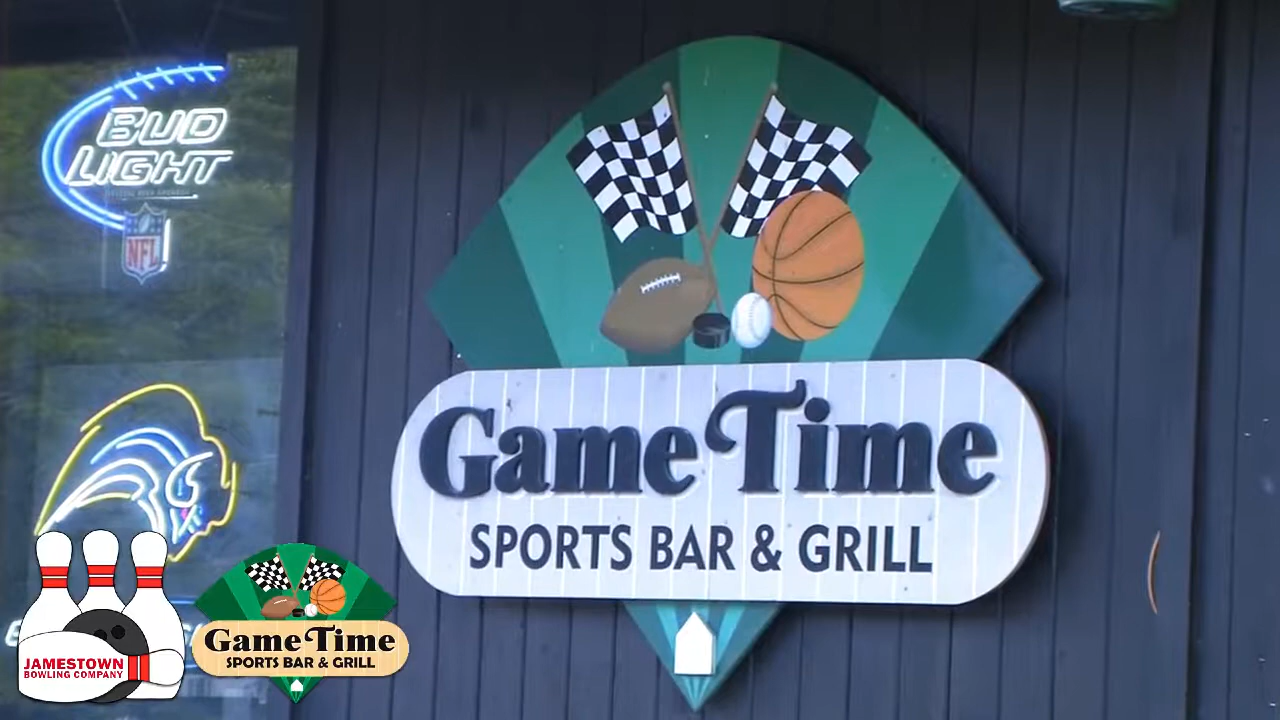 BUD
LIGHT
NFL
Game Time
SPORTS BAR & GRILL
JAMESTOWN
BOWLING COMPANY
Game Time
SPORTS BAR & GRILL